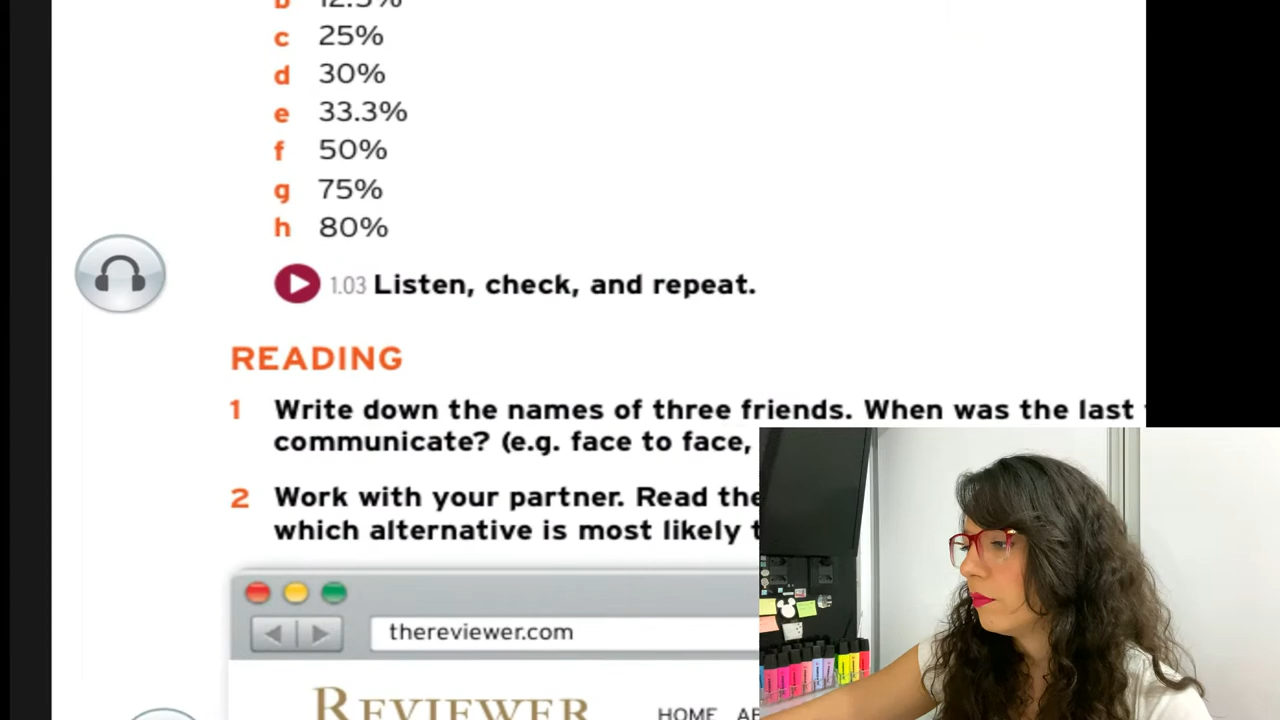 b 12.5%
c 25%
d 30%
e 33.3%
f 50%
g 75%
h 80%
1.03 Listen, check, and repeat.
READING
1 Write down the names of three friends. When was the last
communicate? (e.g. face to face,
2 Work with your partner. Read the
which alternative is most likely
thereviewer.com
REVIEWER
HOME